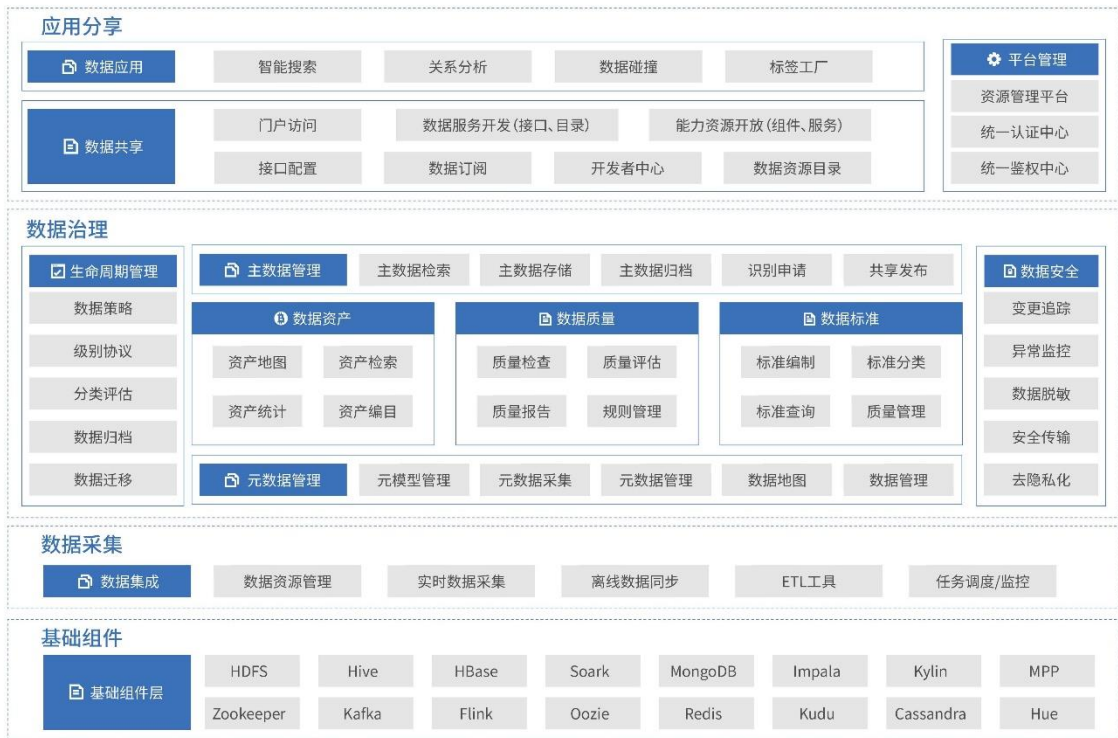 应用分享
数据应用 智能搜索 关系分析 数据碰撞 标签工厂
数据共享
门户访问 数据服务开发(接口、目录) 能力资源开放(组件、服务)
接口配置 数据订阅 开发者中心 数据资源目录
平台管理
资源管理平台
统一认证中心
统一鉴权中心
数据治理
生命周期管理
数据策略
级别协议
分类评估
数据归档
数据迁移
主数据管理 主数据检索 主数据存储 主数据归档 识别申请 共享发布
数据资产
资产地图 资产检索
资产统计 资产编目
数据质量
质量检查 质量评估
质量报告 规则管理
数据标准
标准编制 标准分类
标准查询 质量管理
元数据管理 元模型管理 元数据采集 元数据管理 数据地图 数据管理
数据安全
变更追踪
异常监控
数据脱敏
安全传输
去隐私化
数据采集
数据集成 数据资源管理 实时数据采集 离线数据同步 ETL工具 任务调度/监控
基础组件
基础组件层
HDFS Hive HBase Soark MongoDB Impala Kylin MPP
Zookeeper Kafka Flink Oozie Redis Kudu Cassandra Hue